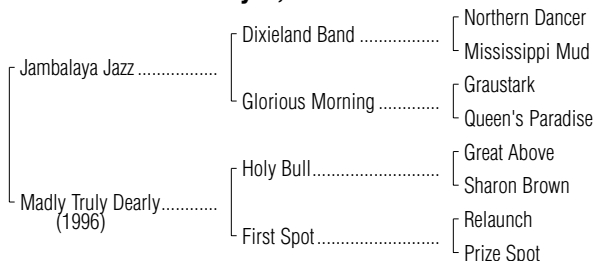 Northern Dancer
Dixieland Band
Mississippi Mud
Jambalaya Jazz
Graustark
Glorious Morning
Queen's Paradise
Great Above
Holy Bull
Sharon Brown
Madly Truly Dearly
(1996)
Relaunch
First Spot
Prize Spot